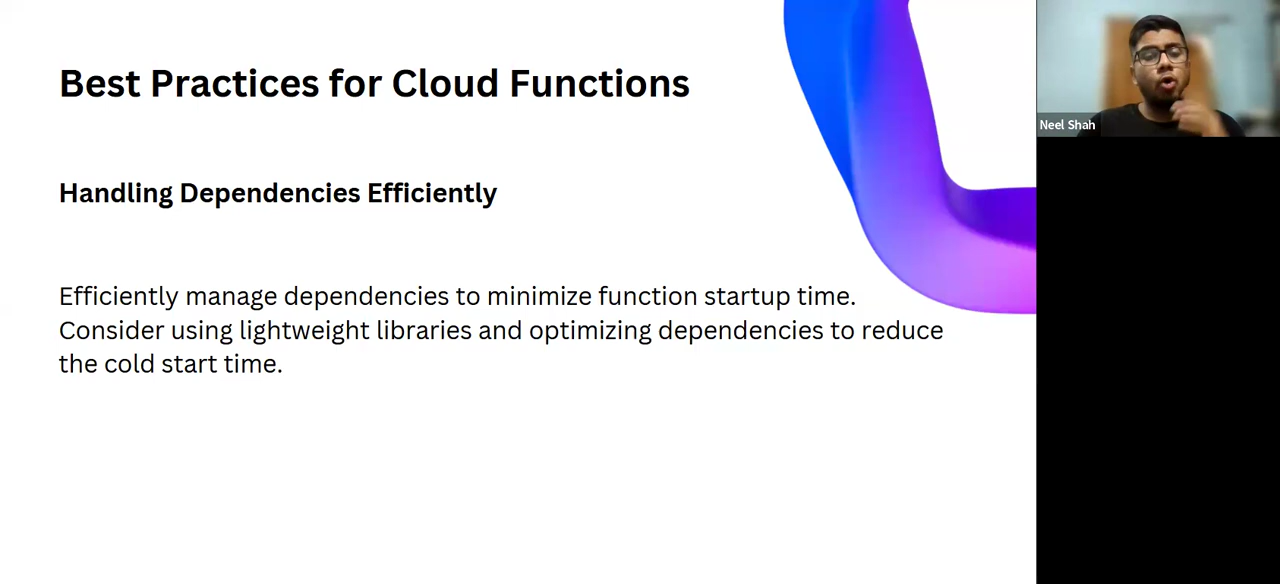 Best Practices for Cloud Functions
Handling Dependencies Efficiently
Efficiently manage dependencies to minimize function startup time.
Consider using lightweight libraries and optimizing dependencies to reduce
the cold start time.
Neel Shah